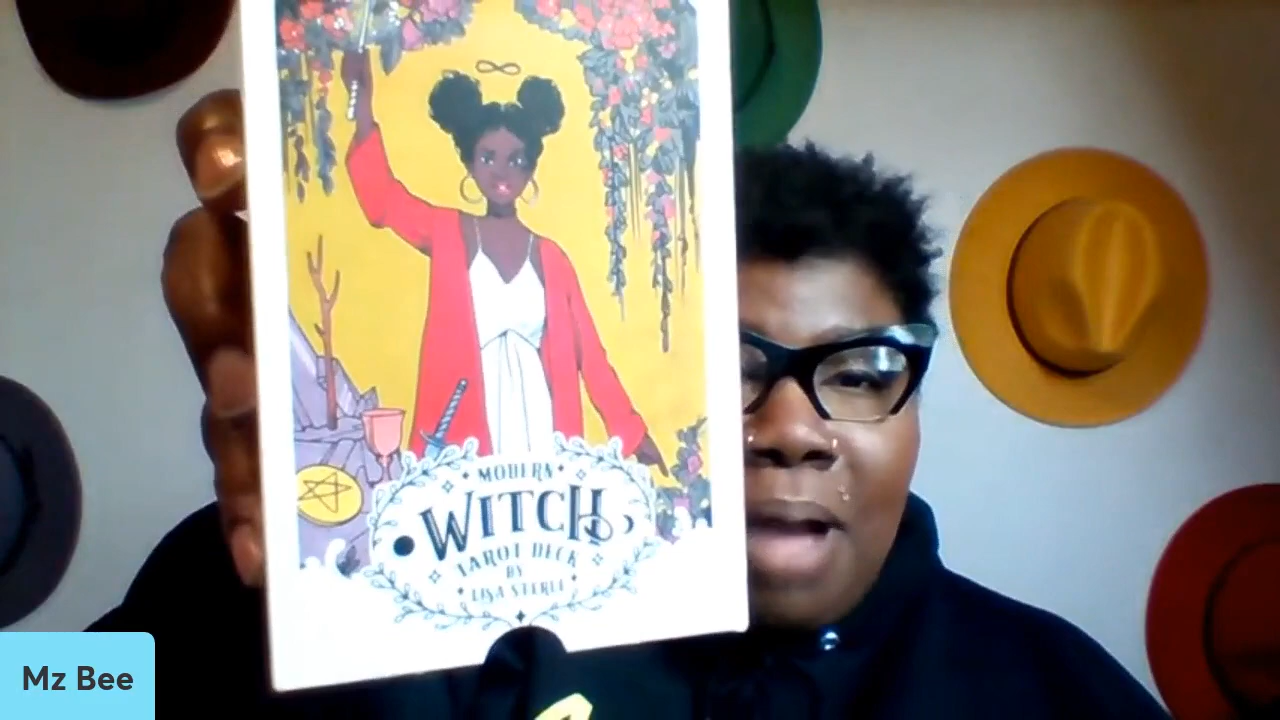 MODERN
WITCH
TAROT DECK
BY
LISA STERLE
Mz Bee